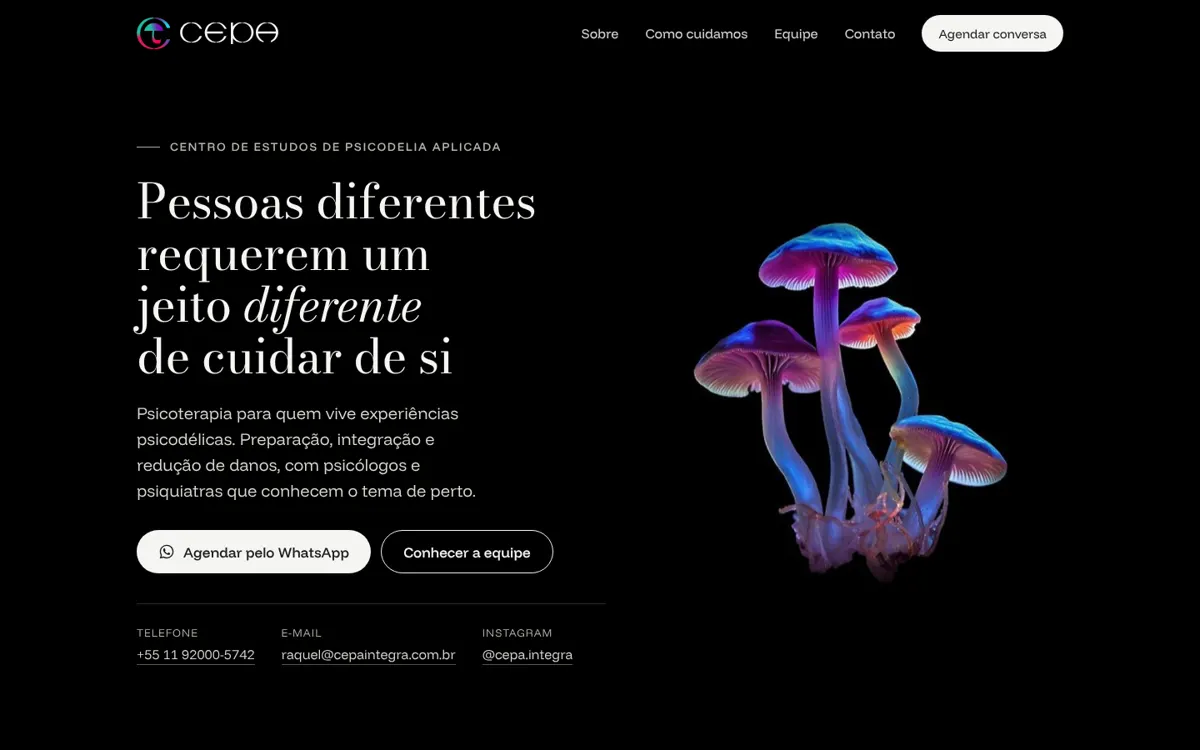 cepa
Sobre
Como cuidamos
Equipe
Contato
Agendar conversa
CENTRO DE ESTUDOS DE PSICODELIA APLICADA
Pessoas diferentes
requerem um
jeito diferente
de cuidar de si
Psicoterapia para quem vive experiências
psicodélicas. Preparação, integração e
redução de danos, com psicólogos e
psiquiatras que conhecem o tema de perto.
Agendar pelo WhatsApp
Conhecer a equipe
TELEFONE
+55 11 92000-5742
E-MAIL
raquel@cepaintegra.com.br
INSTAGRAM
@cepa.integra